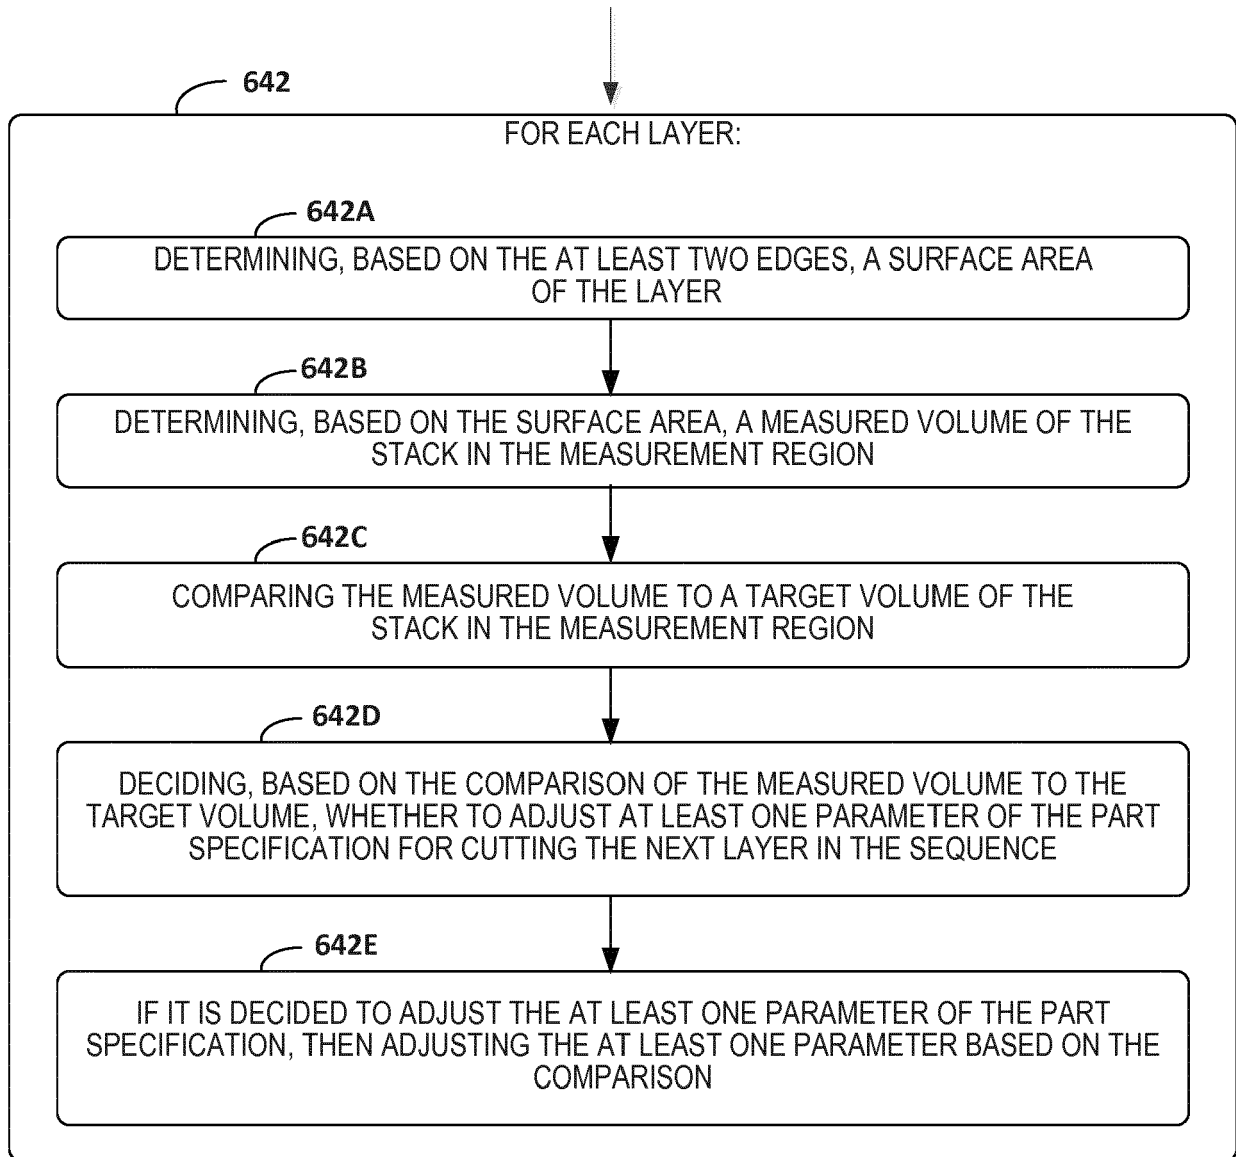 642
FOR EACH LAYER:
642A
DETERMINING, BASED ON THE AT LEAST TWO EDGES, A SURFACE AREA
OF THE LAYER
642B
DETERMINING, BASED ON THE SURFACE AREA, A MEASURED VOLUME OF THE
STACK IN THE MEASUREMENT REGION
642C
COMPARING THE MEASURED VOLUME TO A TARGET VOLUME OF THE
STACK IN THE MEASUREMENT REGION
642D
DECIDING, BASED ON THE COMPARISON OF THE MEASURED VOLUME TO THE
TARGET VOLUME, WHETHER TO ADJUST AT LEAST ONE PARAMETER OF THE PART
SPECIFICATION FOR CUTTING THE NEXT LAYER IN THE SEQUENCE
642E
IF IT IS DECIDED TO ADJUST THE AT LEAST ONE PARAMETER OF THE PART
SPECIFICATION, THEN ADJUSTING THE AT LEAST ONE PARAMETER BASED ON THE
COMPARISON